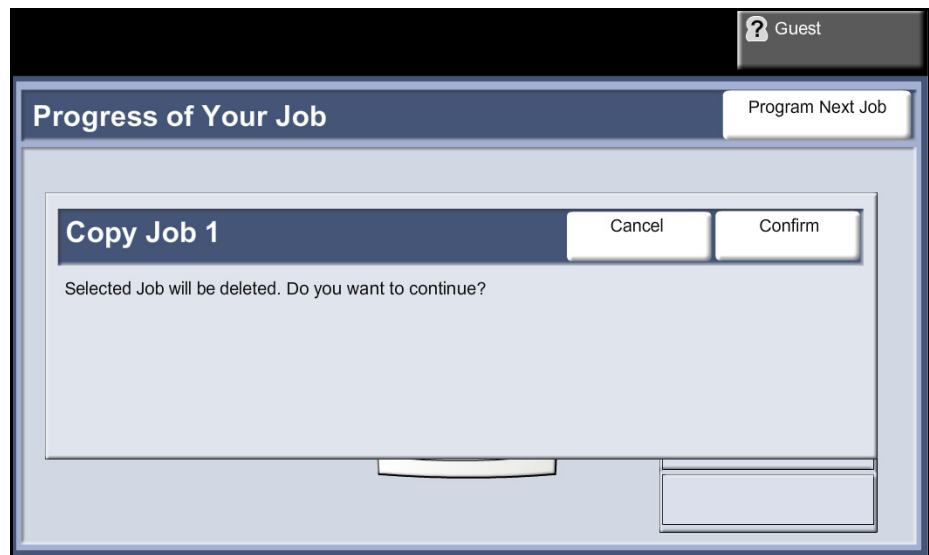 Guest
Progress of Your Job
Program Next Job
Copy Job 1
Cancel
Confirm
Selected Job will be deleted. Do you want to continue?